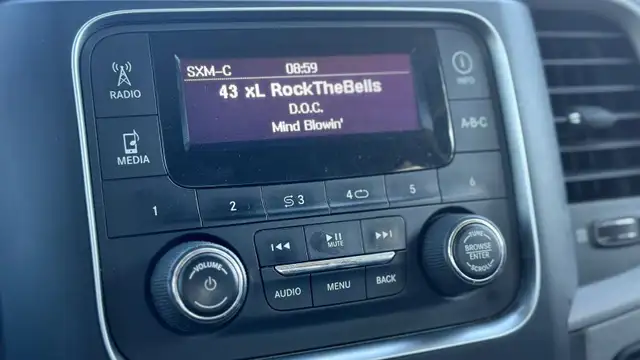 SXM-C 08:59
43 xL RockTheBells
D.O.C.
Mind Blowin'
RADIO
MEDIA
INFO
A-B-C
1
2
3
4
5
6
VOLUME
MUTE
AUDIO
MENU
BACK
TUNE
BROWSE
ENTER
SCROLL